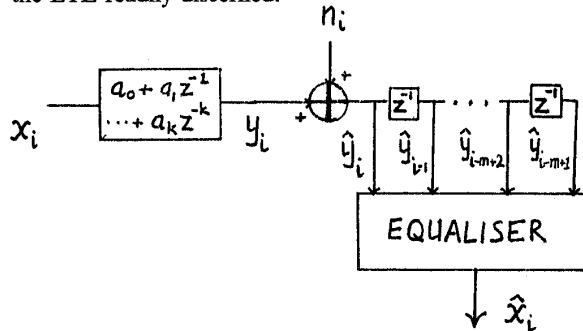 the LTE readily discerned.
n_i
a_0 + a_1 z^-1
... + a_k z^-k
x_i
y_i
+
+
z^-1
...
z^-1
ŷ_i
ŷ_i-1
ŷ_i-m+2
ŷ_i-m+1
EQUALISER
x̂_i